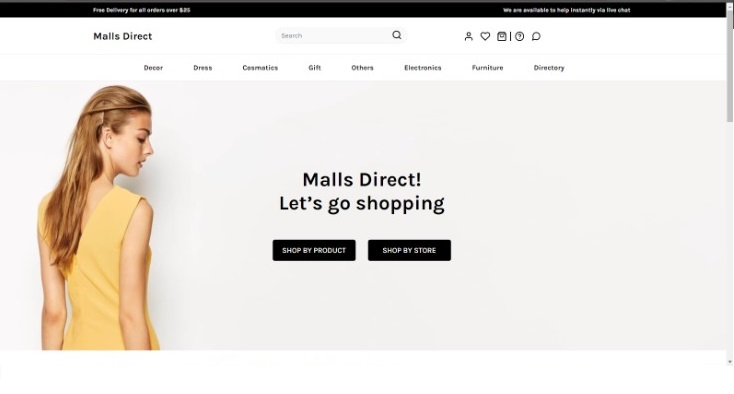 Free Delivery for all orders over $25
We are available to help instantly via live chat
Malls Direct
Search
Decor
Dress
Cosmatics
Gift
Others
Electronics
Furniture
Directory
Malls Direct!
Let's go shopping
SHOP BY PRODUCT
SHOP BY STORE